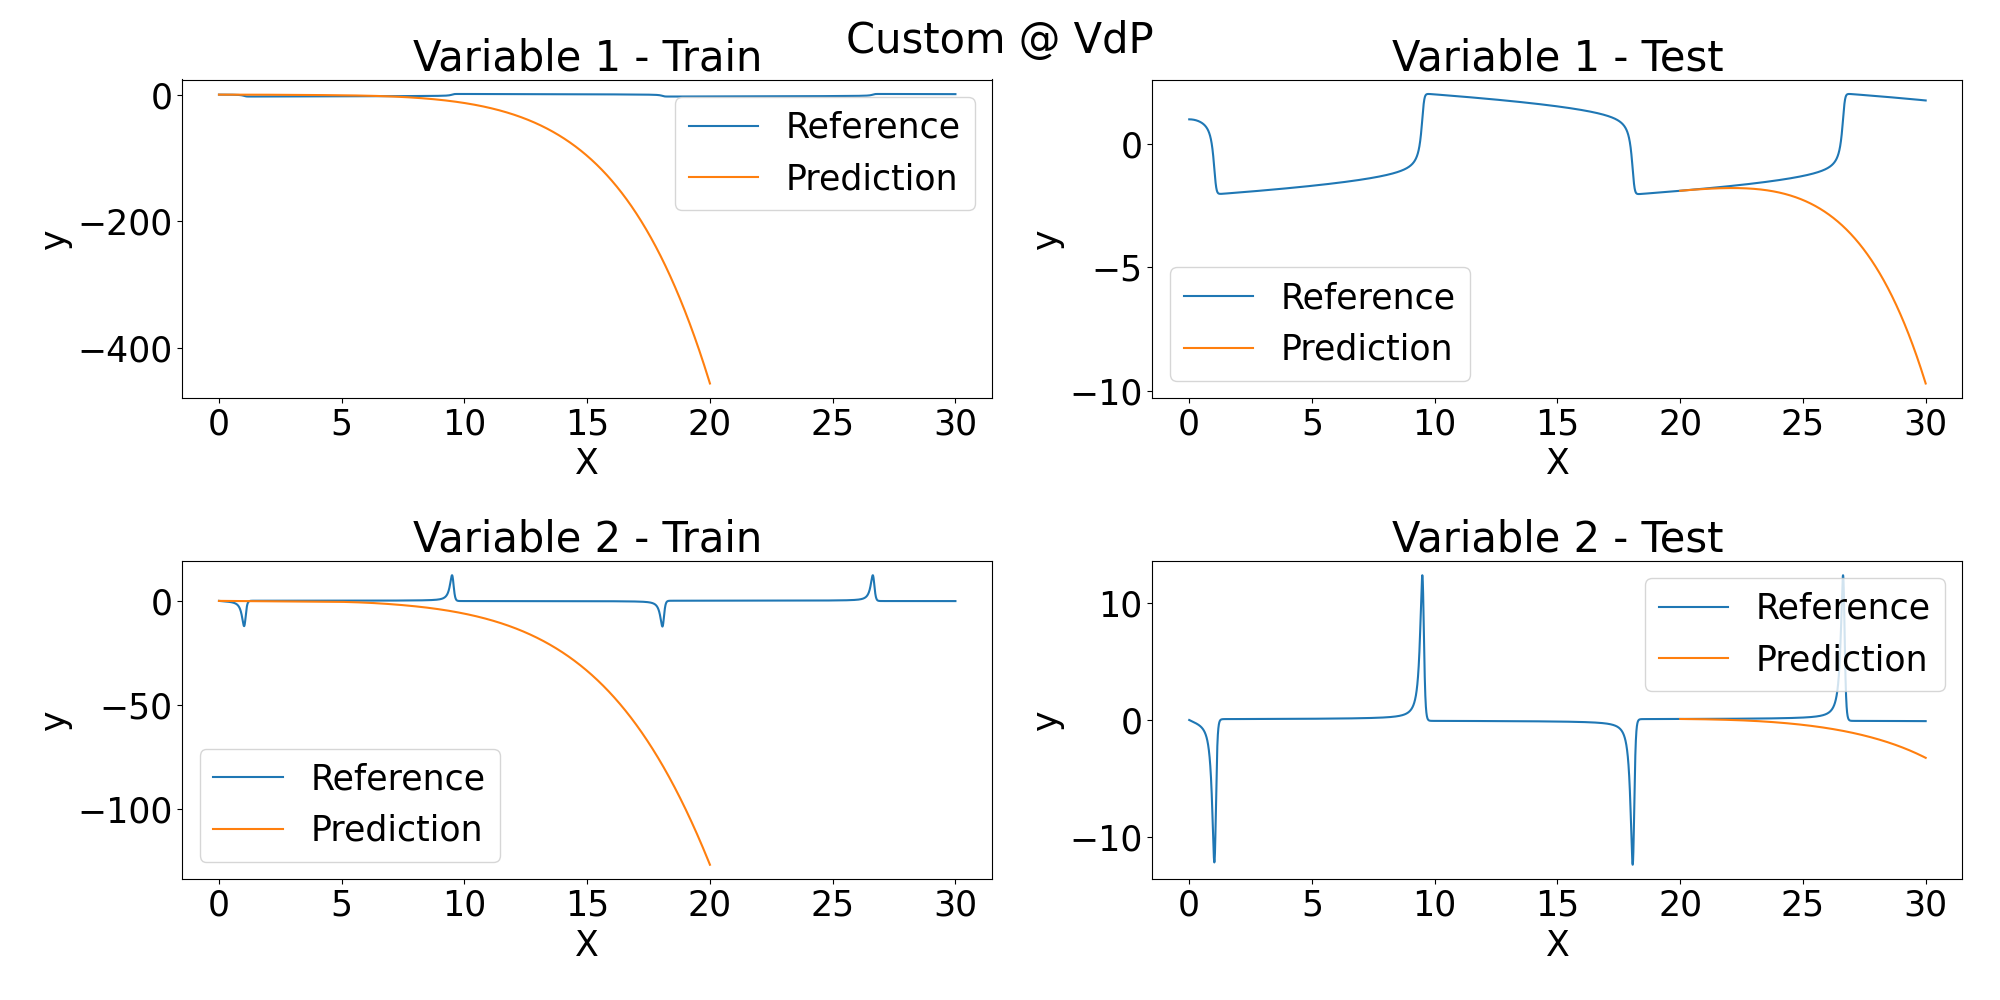 Custom @ VdP
Variable 1 - Train
0
−200
−400
y
0 5 10 15 20 25 30
X
Reference
Prediction
Variable 1 - Test
0
−5
−10
y
0 5 10 15 20 25 30
X
Reference
Prediction
Variable 2 - Train
0
−50
−100
y
0 5 10 15 20 25 30
X
Reference
Prediction
Variable 2 - Test
10
0
−10
y
0 5 10 15 20 25 30
X
Reference
Prediction